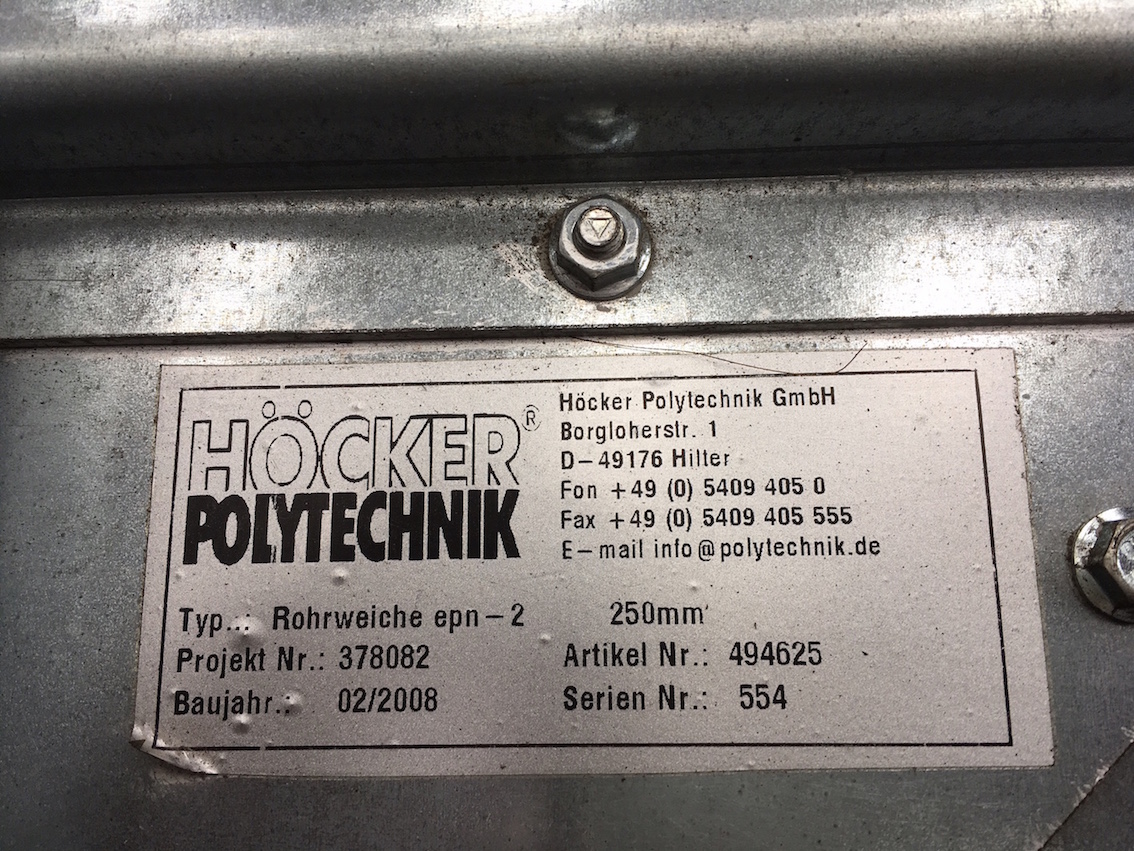 HÖCKER®
POLYTECHNIK
Höcker Polytechnik GmbH
Borgloherstr. 1
D-49176 Hilter
Fon +49 (0) 5409 405 0
Fax +49 (0) 5409 405 555
E-mail info@polytechnik.de
Typ..: Rohrweiche epn-2 250mm
Projekt Nr.: 378082 Artikel Nr.: 494625
Baujahr.: 02/2008 Serien Nr.: 554